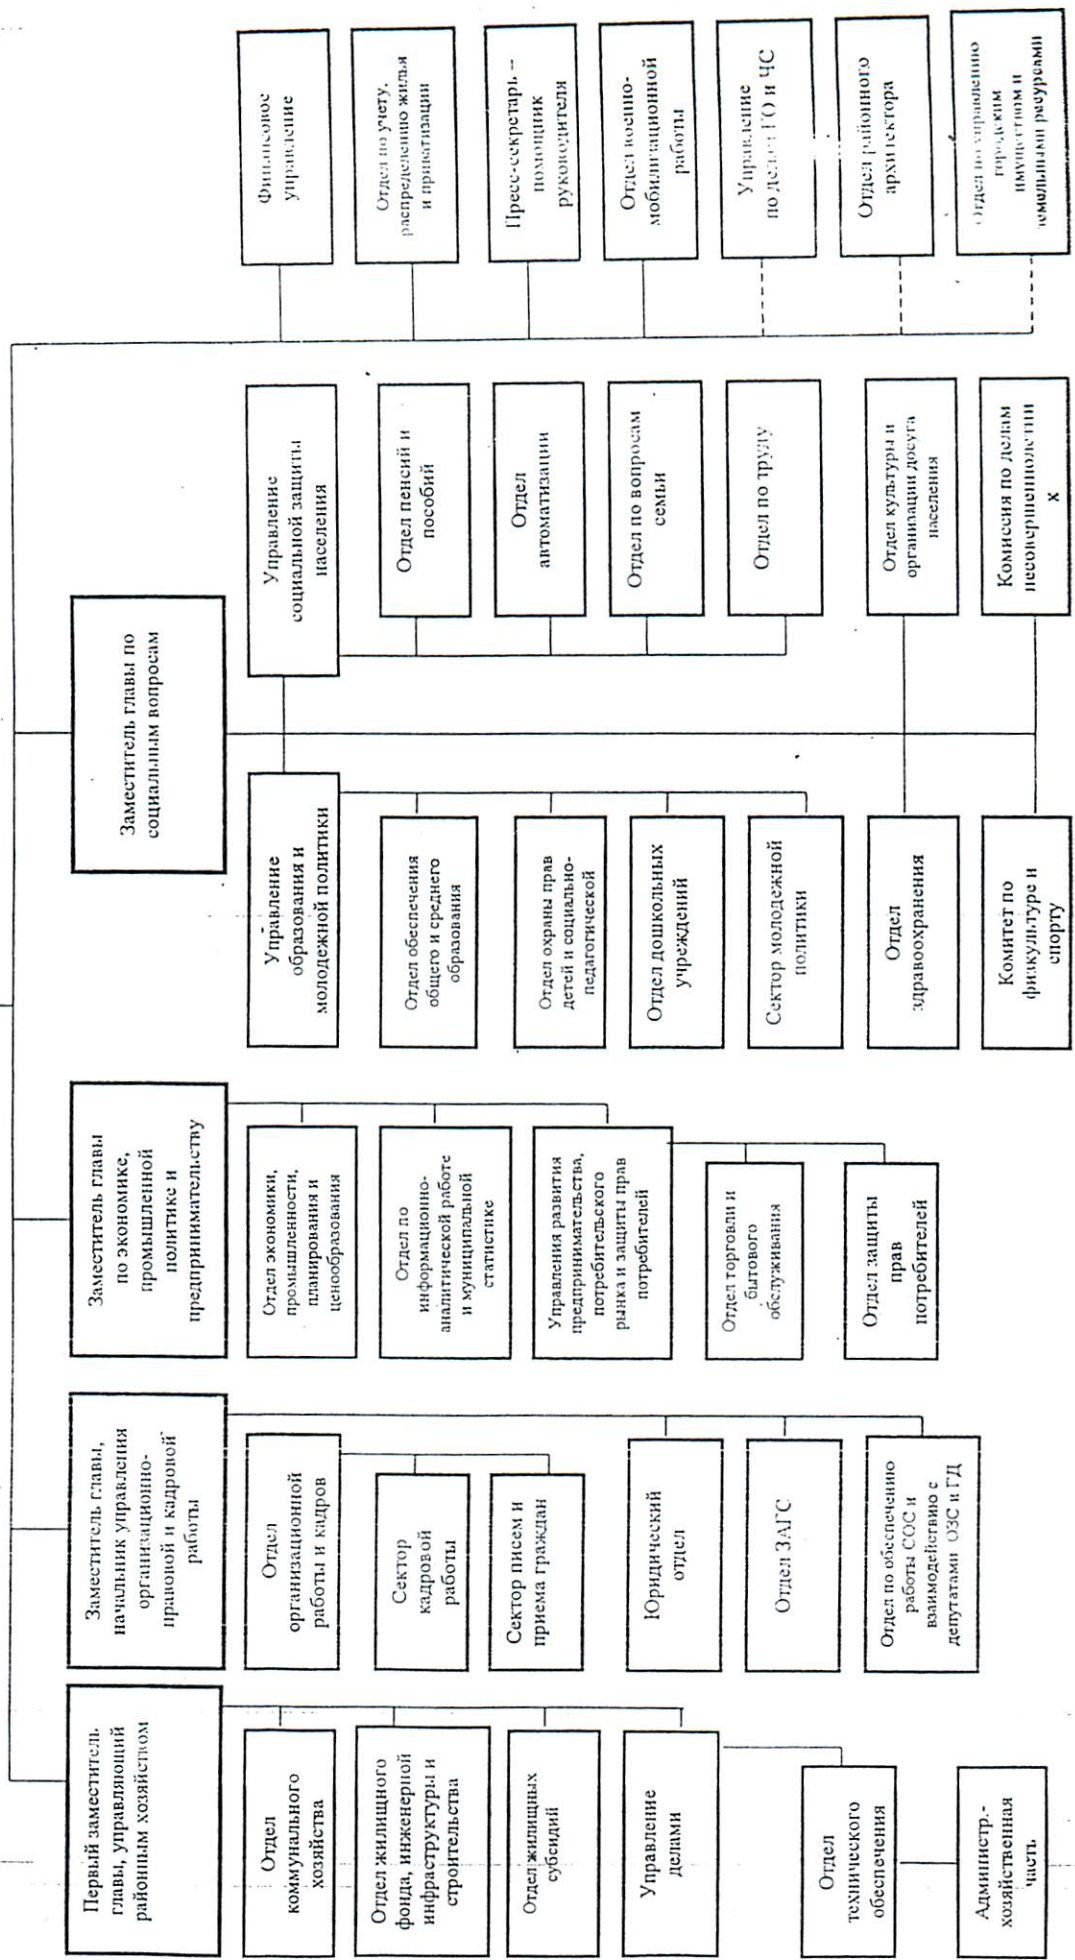 Первый заместитель
главы, управляющий
районным хозяйством
Отдел
коммунального
хозяйства
Отдел жилищного
фонда, инженерной
инфраструктуры и
строительства
Отдел жилищных
субсидий
Управление
делами
Отдел
технического
обеспечения
Администр.-
хозяйственная
часть
Заместитель главы,
начальник управления
организационно-
правовой и кадровой
работы
Отдел
организационной
работы и кадров
Сектор
кадровой
работы
Сектор писем и
приема граждан
Юридический
отдел
Отдел ЗАГС
Отдел по обеспечению
работы СОС и
взаимодействию с
депутатами ОЗС и ГД
Заместитель главы
по экономике,
промышленной
политике и
предпринимательству
Отдел экономики,
промышленности,
планирования и
ценообразования
Отдел по
информационно-
аналитической работе
и муниципальной
статистике
Управления развития
предпринимательства,
потребительского
рынка и защиты прав
потребителей
Отдел торговли и
бытового
обслуживания
Отдел защиты
прав
потребителей
Заместитель главы по
социальным вопросам
Управление
образования и
молодежной политики
Отдел обеспечения
общего и среднего
образования
Отдел охраны прав
детей и социально-
педагогической
Отдел дошкольных
учреждений
Сектор молодежной
политики
Отдел
здравоохранения
Комитет по
физкультуре и
спорту
Управление
социальной защиты
населения
Отдел пенсий и
пособий
Отдел
автоматизации
Отдел по вопросам
семьи
Отдел по труду
Отдел культуры и
организации досуга
населения
Комиссия по делам
несовершеннолетни
х
Финансовое
управление
Отдел по учету,
распределению жилья
и приватизации
Пресс-секретарь –
помощник
руководителя
Отдел военно-
мобилизационной
работы
Управление
по делам ГО и ЧС
Отдел районного
архитектора
Отдел по управлению
городским
имуществом и
земельными ресурсами